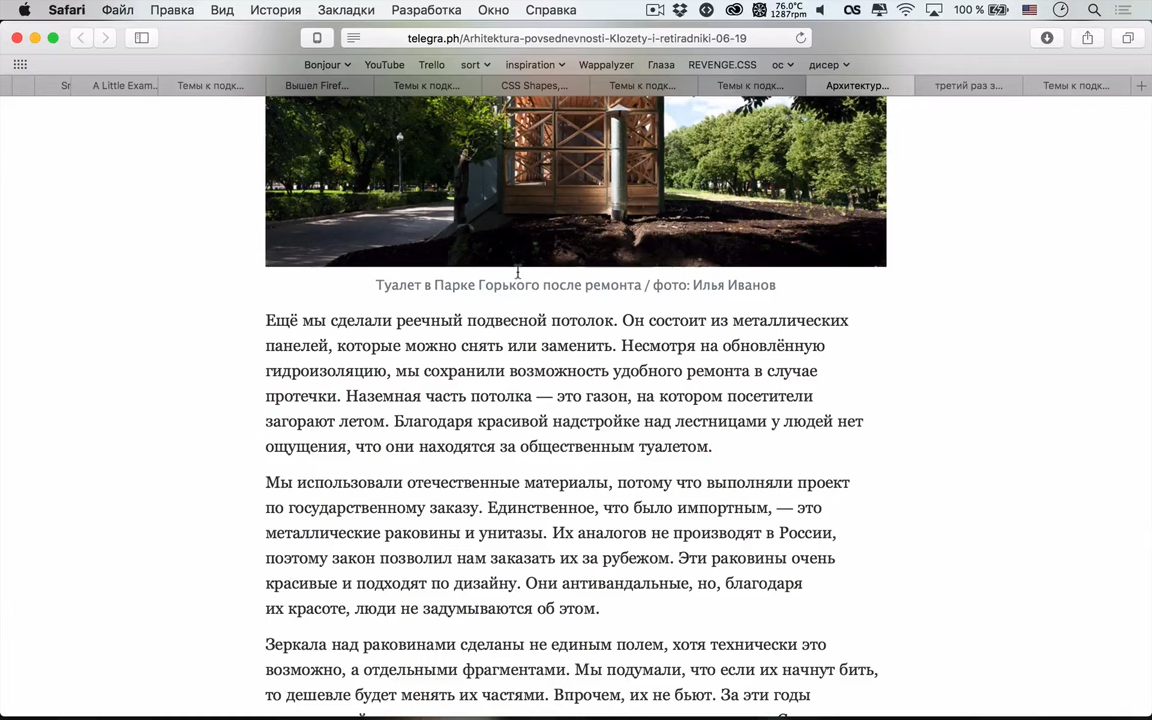 Safari Файл Правка Вид История Закладки Разработка Окно Справка 76.0°C 1287rpm 100 %
telegra.ph/Arhitektura-povsednevnosti-Klozety-i-retiradniki-06-19
Bonjour YouTube Trello sort inspiration Wappalyzer Глаза REVENGE.CSS ос дисер
Sr A Little Exam... Темы к подк... Вышел Firef... Темы к подк... CSS Shapes,... Темы к подк... Темы к подк... Архитектур... третий раз з... Темы к подк...
Туалет в Парке Горького после ремонта / фото: Илья Иванов
Ещё мы сделали реечный подвесной потолок. Он состоит из металлических
панелей, которые можно снять или заменить. Несмотря на обновлённую
гидроизоляцию, мы сохранили возможность удобного ремонта в случае
протечки. Наземная часть потолка — это газон, на котором посетители
загорают летом. Благодаря красивой надстройке над лестницами у людей нет
ощущения, что они находятся за общественным туалетом.
Мы использовали отечественные материалы, потому что выполняли проект
по государственному заказу. Единственное, что было импортным, — это
металлические раковины и унитазы. Их аналогов не производят в России,
поэтому закон позволил нам заказать их за рубежом. Эти раковины очень
красивые и подходят по дизайну. Они антивандальные, но, благодаря
их красоте, люди не задумываются об этом.
Зеркала над раковинами сделаны не единым полем, хотя технически это
возможно, а отдельными фрагментами. Мы подумали, что если их начнут бить,
то дешевле будет менять их частями. Впрочем, их не бьют. За эти годы